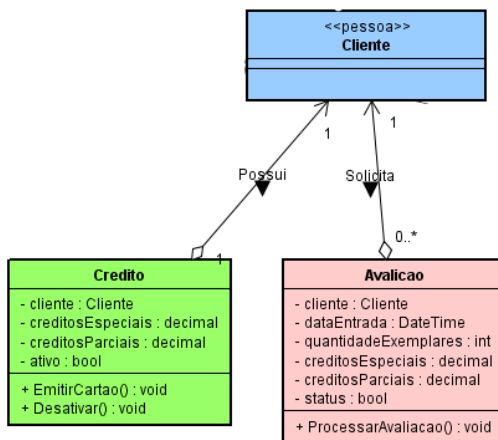 <<pessoa>>
Cliente
1
1
Possui
Solicita
1
0..*
Credito
- cliente : Cliente
- creditosEspeciais : decimal
- creditosParciais : decimal
- ativo : bool
+ EmitirCartao() : void
+ Desativar() : void
Avalicao
- cliente : Cliente
- dataEntrada : DateTime
- quantidadeExemplares : int
- creditosEspeciais : decimal
- creditosParciais : decimal
- status : bool
+ ProcessarAvaliacao() : void